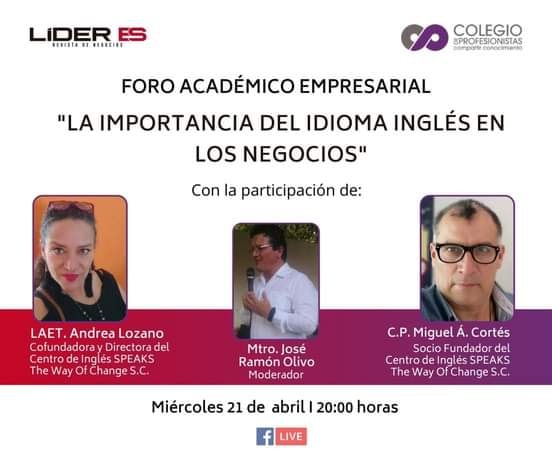 LiDER ES
REVISTA DE NEGOCIOS
COLEGIO
DE PROFESIONISTAS
compartir conocimiento
FORO ACADÉMICO EMPRESARIAL
"LA IMPORTANCIA DEL IDIOMA INGLÉS EN
LOS NEGOCIOS"
Con la participación de:
LAET. Andrea Lozano
Cofundadora y Directora del
Centro de Inglés SPEAKS
The Way Of Change S.C.
Mtro. José
Ramón Olivo
Moderador
C.P. Miguel Á. Cortés
Socio Fundador del
Centro de Inglés SPEAKS
The Way Of Change S.C.
Miércoles 21 de abril I 20:00 horas
f LIVE